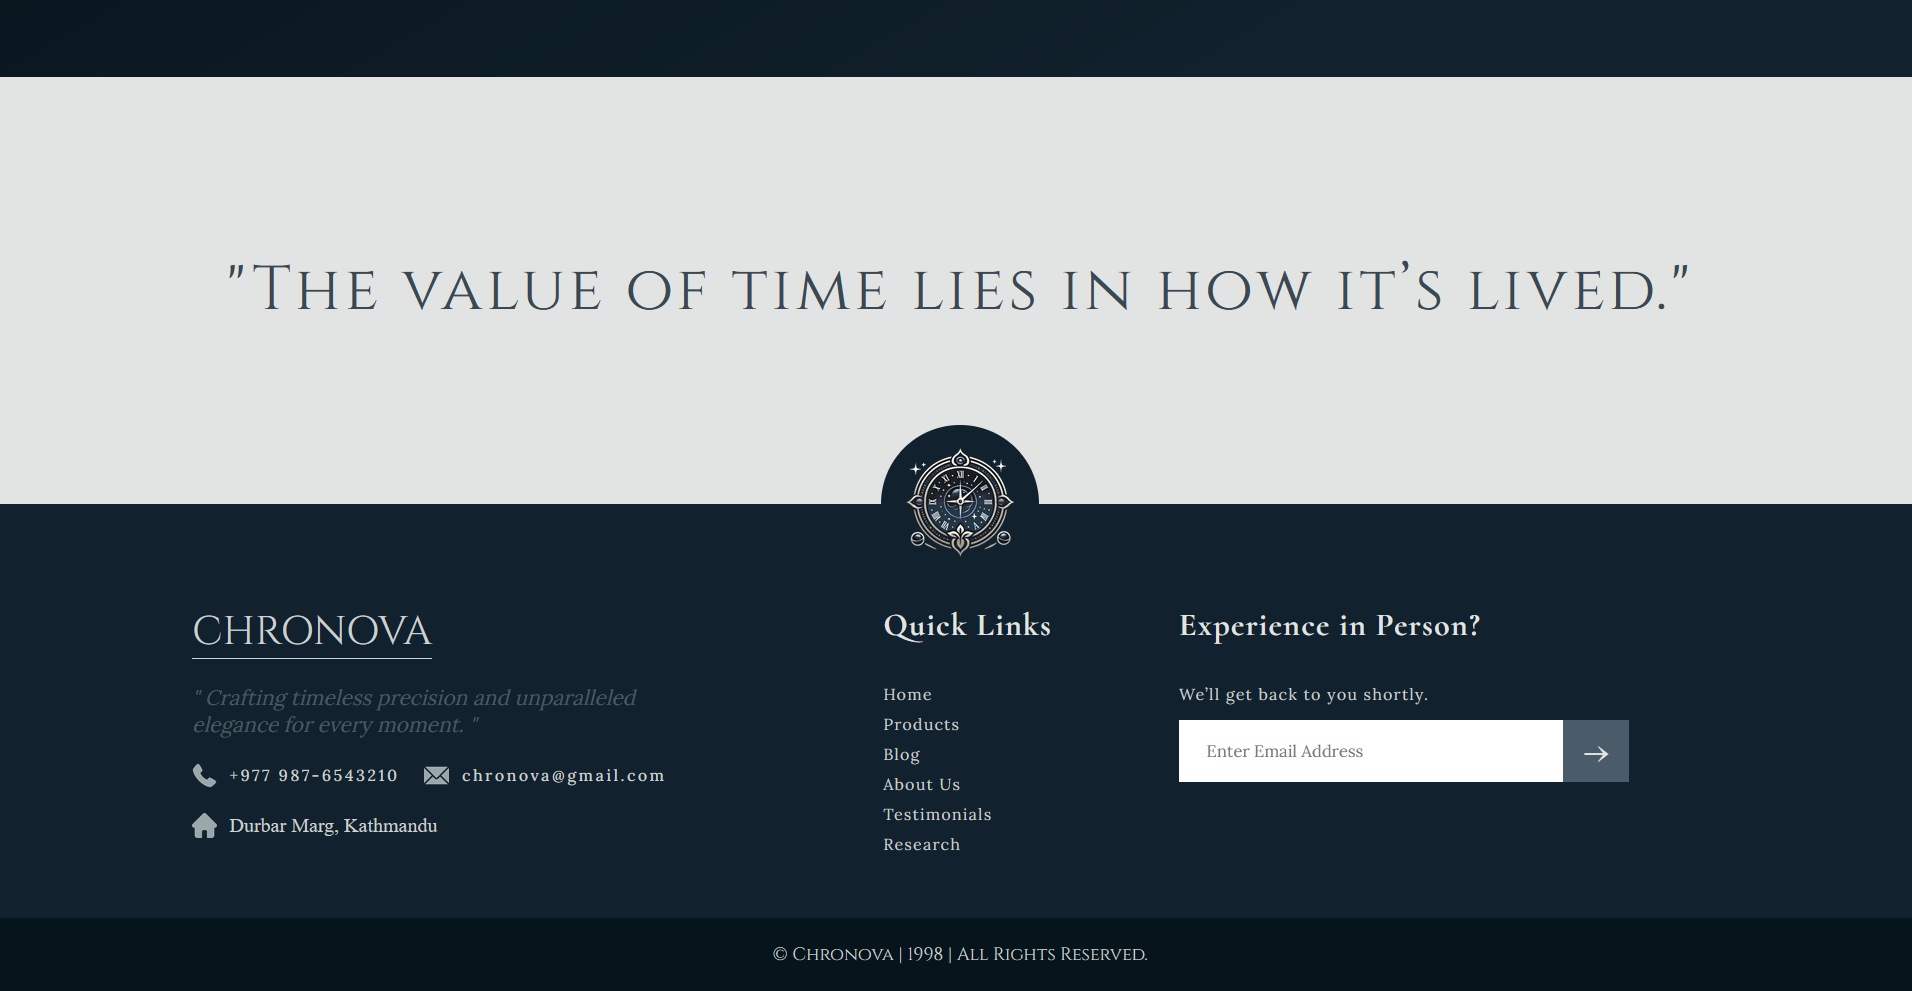 "The value of time lies in how it’s lived."
CHRONOVA
" Crafting timeless precision and unparalleled
elegance for every moment. "
+977 987-6543210
chronova@gmail.com
Durbar Marg, Kathmandu
Quick Links
Home
Products
Blog
About Us
Testimonials
Research
Experience in Person?
We’ll get back to you shortly.
Enter Email Address
© Chronova | 1998 | All Rights Reserved.